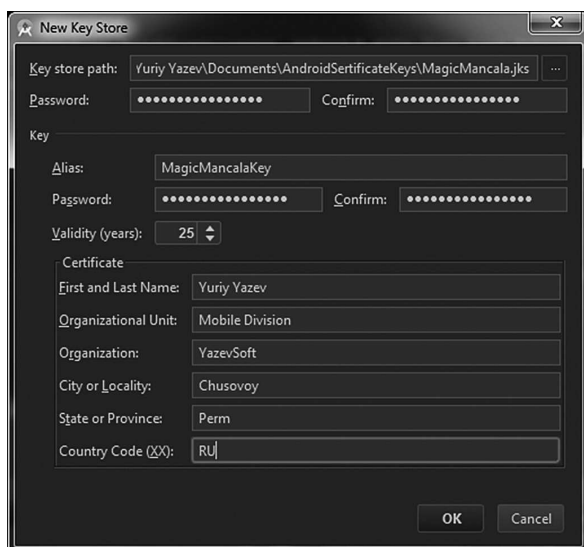 New Key Store
Key store path: Yuriy Yazev\Documents\AndroidSertificateKeys\MagicMancala.jks ...
Password: •••••••••••••••• Confirm: ••••••••••••••••
Key
Alias: MagicMancalaKey
Password: •••••••••••••••• Confirm: ••••••••••••••••
Validity (years): 25
Certificate
First and Last Name: Yuriy Yazev
Organizational Unit: Mobile Division
Organization: YazevSoft
City or Locality: Chusovoy
State or Province: Perm
Country Code (XX): RU
OK Cancel